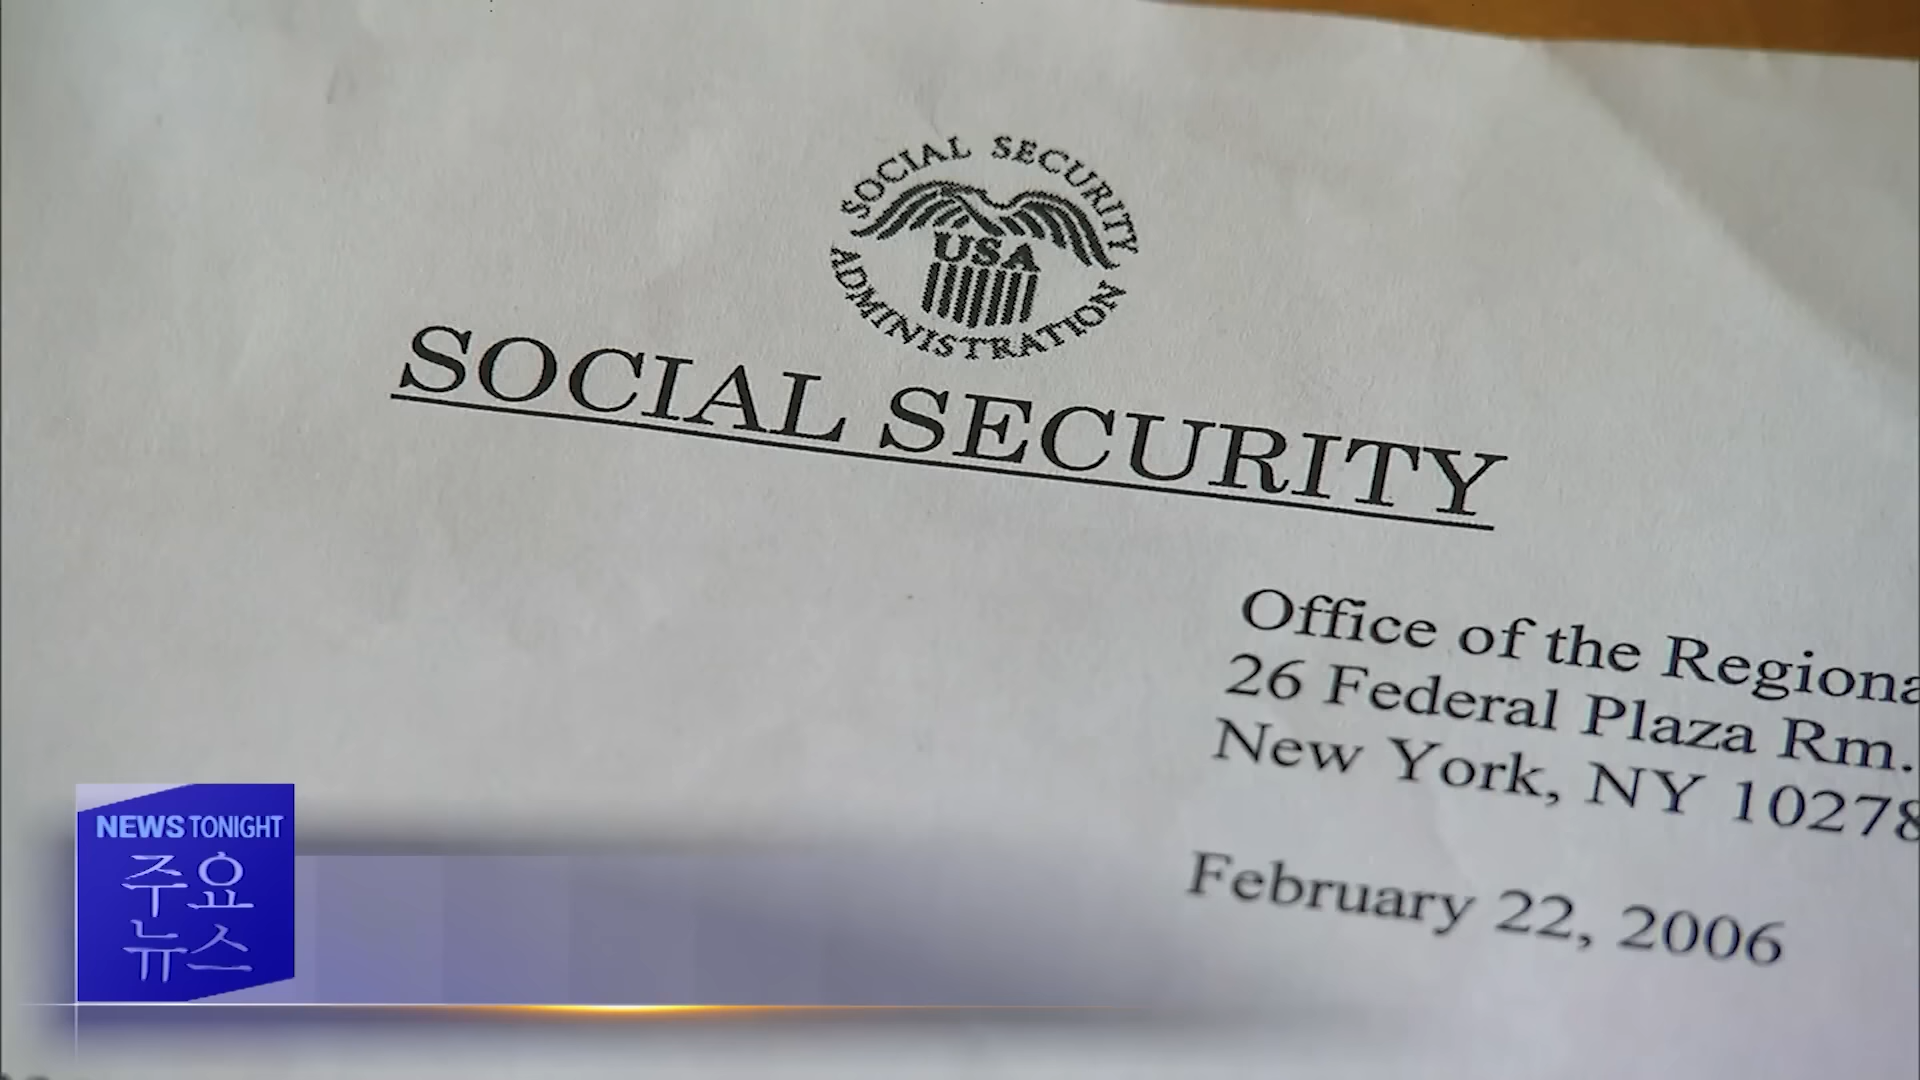 SOCIAL SECURITY
ADMINISTRATION
USA
SOCIAL SECURITY
Office of the Regiona
26 Federal Plaza Rm.
New York, NY 10278
February 22, 2006
NEWS TONIGHT
주요
뉴스